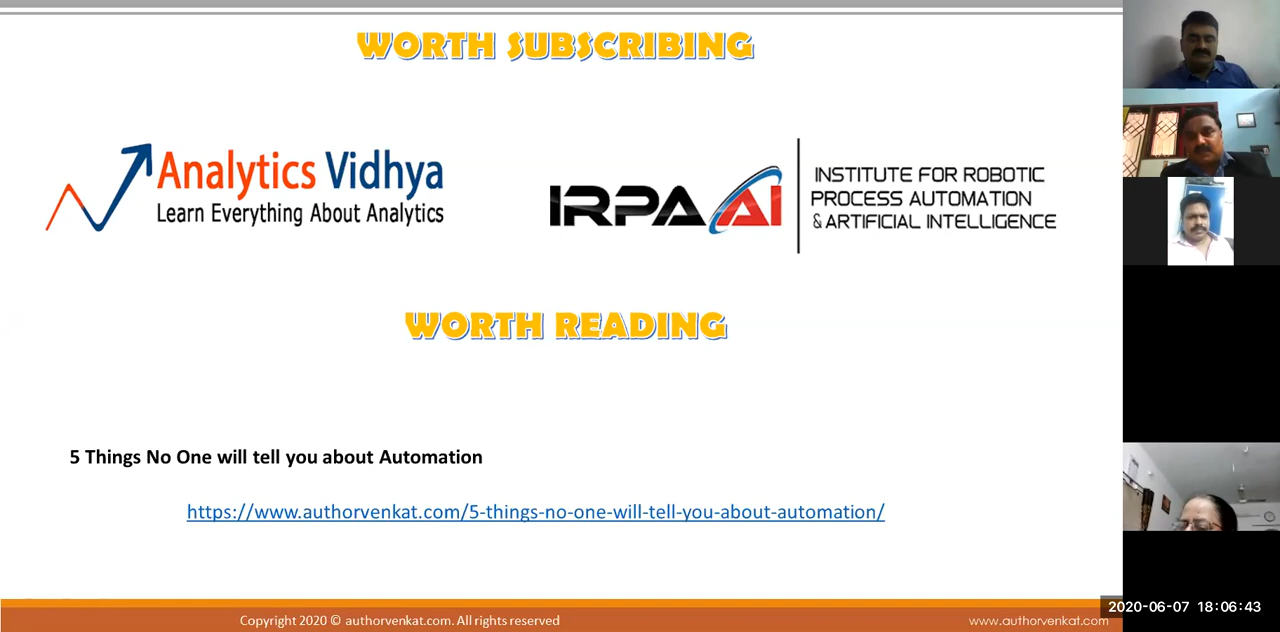 WORTH SUBSCRIBING
Analytics Vidhya
Learn Everything About Analytics
IRPA AI
INSTITUTE FOR ROBOTIC
PROCESS AUTOMATION
& ARTIFICIAL INTELLIGENCE
WORTH READING
5 Things No One will tell you about Automation
https://www.authorvenkat.com/5-things-no-one-will-tell-you-about-automation/
2020-06-07 18:06:43
Copyright 2020 © authorvenkat.com. All rights reserved
www.authorvenkat.com